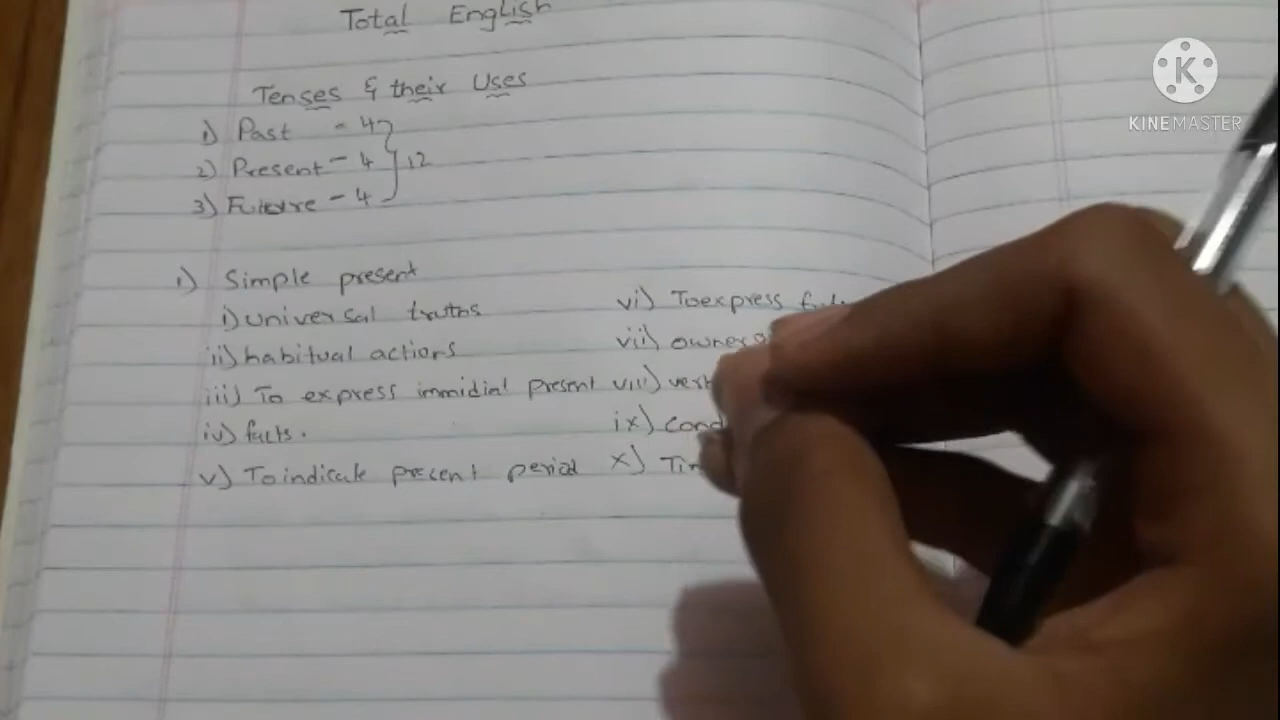 Total English
KINEMASTER
Tenses & their Uses
1) Past - 4
2) Present - 4 12
3) Future - 4
1) Simple present
i) universal truths
ii) habitual actions
iii) To express immidial present
iv) facts.
v) To indicate present period
vi) To express
vii)
viii)
ix)
x)